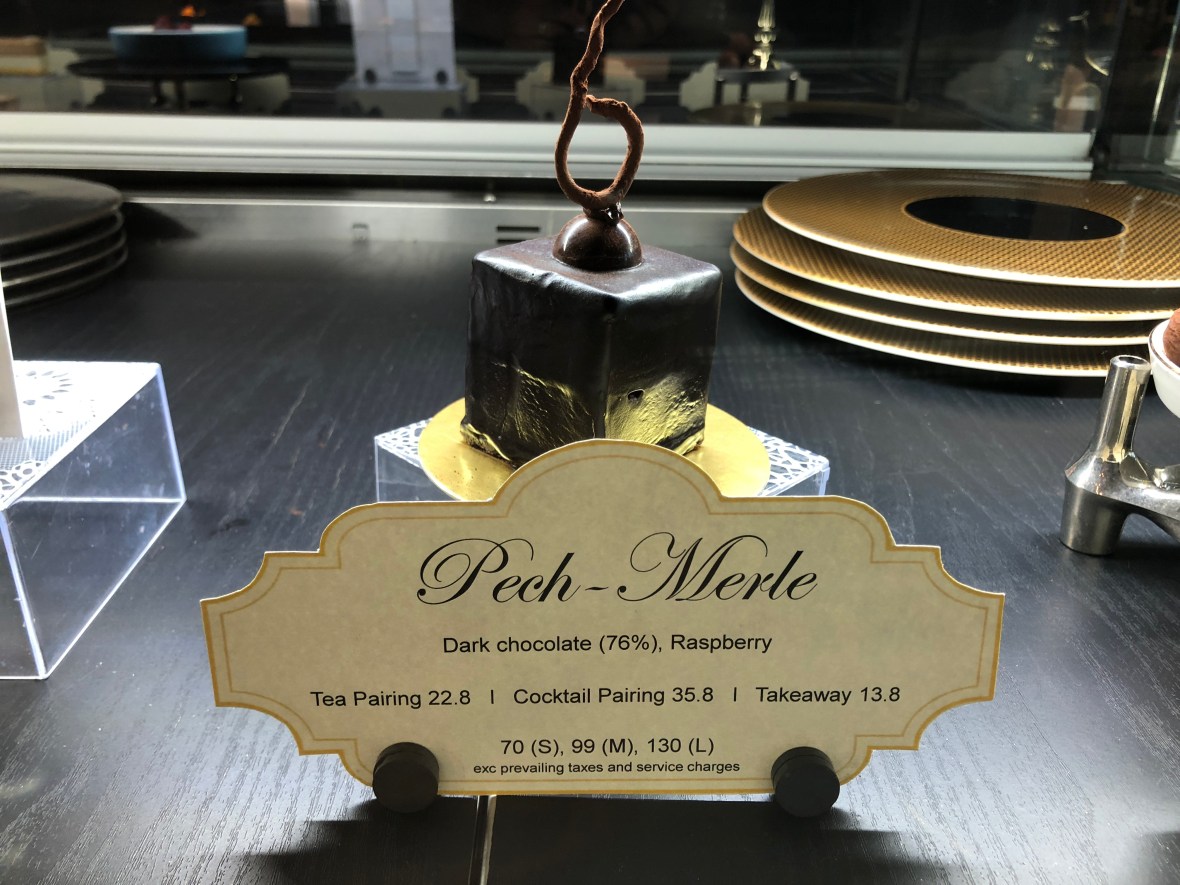 Pech-Merle
Dark chocolate (76%), Raspberry
Tea Pairing 22.8 | Cocktail Pairing 35.8 | Takeaway 13.8
70 (S), 99 (M), 130 (L)
exc prevailing taxes and service charges